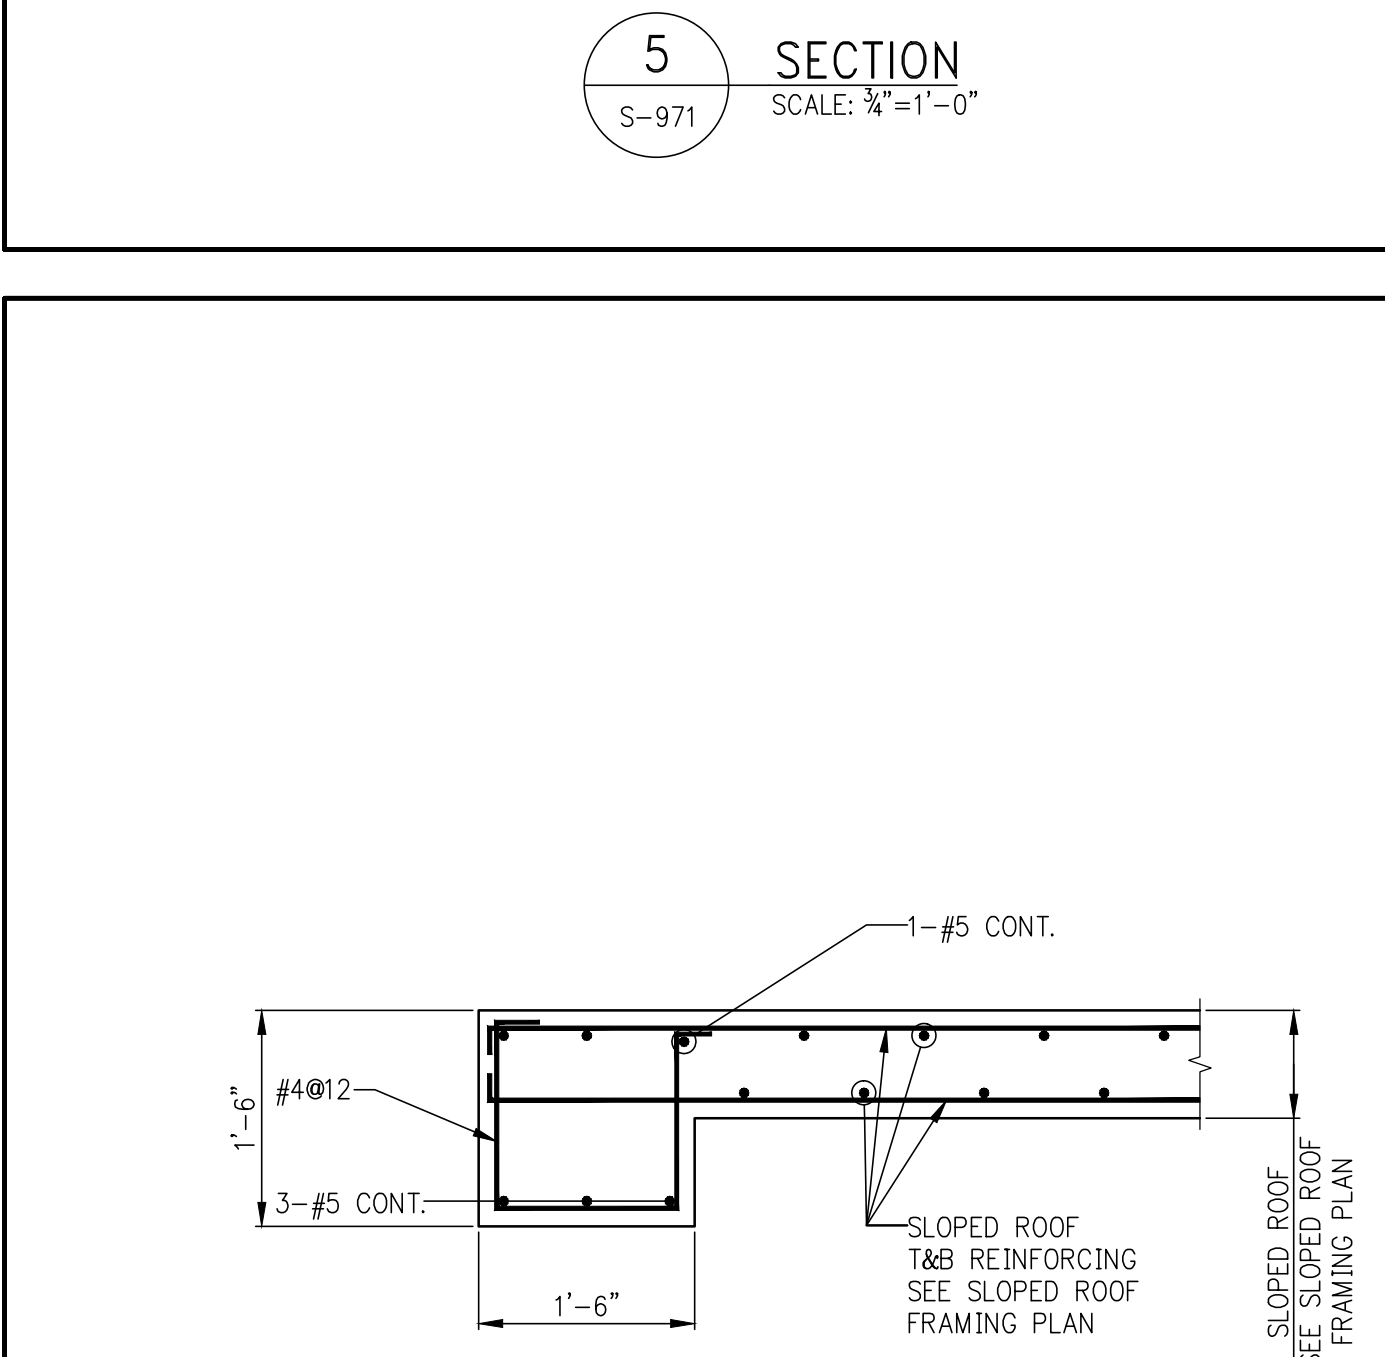 5
SECTION
S-971
SCALE: ¾"=1'-0"
1-#5 CONT.
#4@12
1'-6"
3-#5 CONT.
1'-6"
SLOPED ROOF
T&B REINFORCING
SEE SLOPED ROOF
FRAMING PLAN
SLOPED ROOF
SEE SLOPED ROOF
FRAMING PLAN